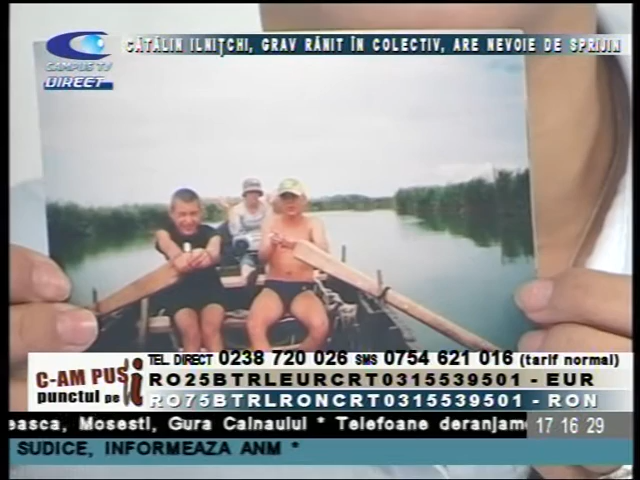 CĂTĂLIN ILNIȚCHI, GRAV RĂNIT ÎN COLECTIV, ARE NEVOIE DE SPRIJIN
CAMPUS TV
DIRECT
C-AM PUS
punctul pe i
TEL DIRECT 0238 720 026 SMS 0754 621 016 (tarif normal)
RO25BTRLEURCRT0315539501 - EUR
RO75BTRLRONCRT0315539501 - RON
easca, Mosesti, Gura Calnaului * Telefoane deranjame
17 16 29
SUDICE, INFORMEAZA ANM *